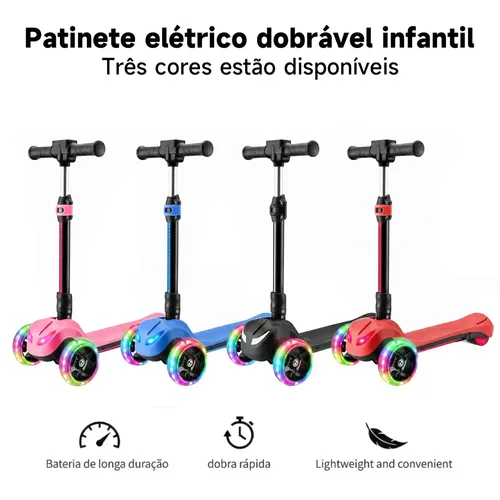 Patinete elétrico dobrável infantil
Três cores estão disponíveis
Bateria de longa duração
dobra rápida
Lightweight and convenient